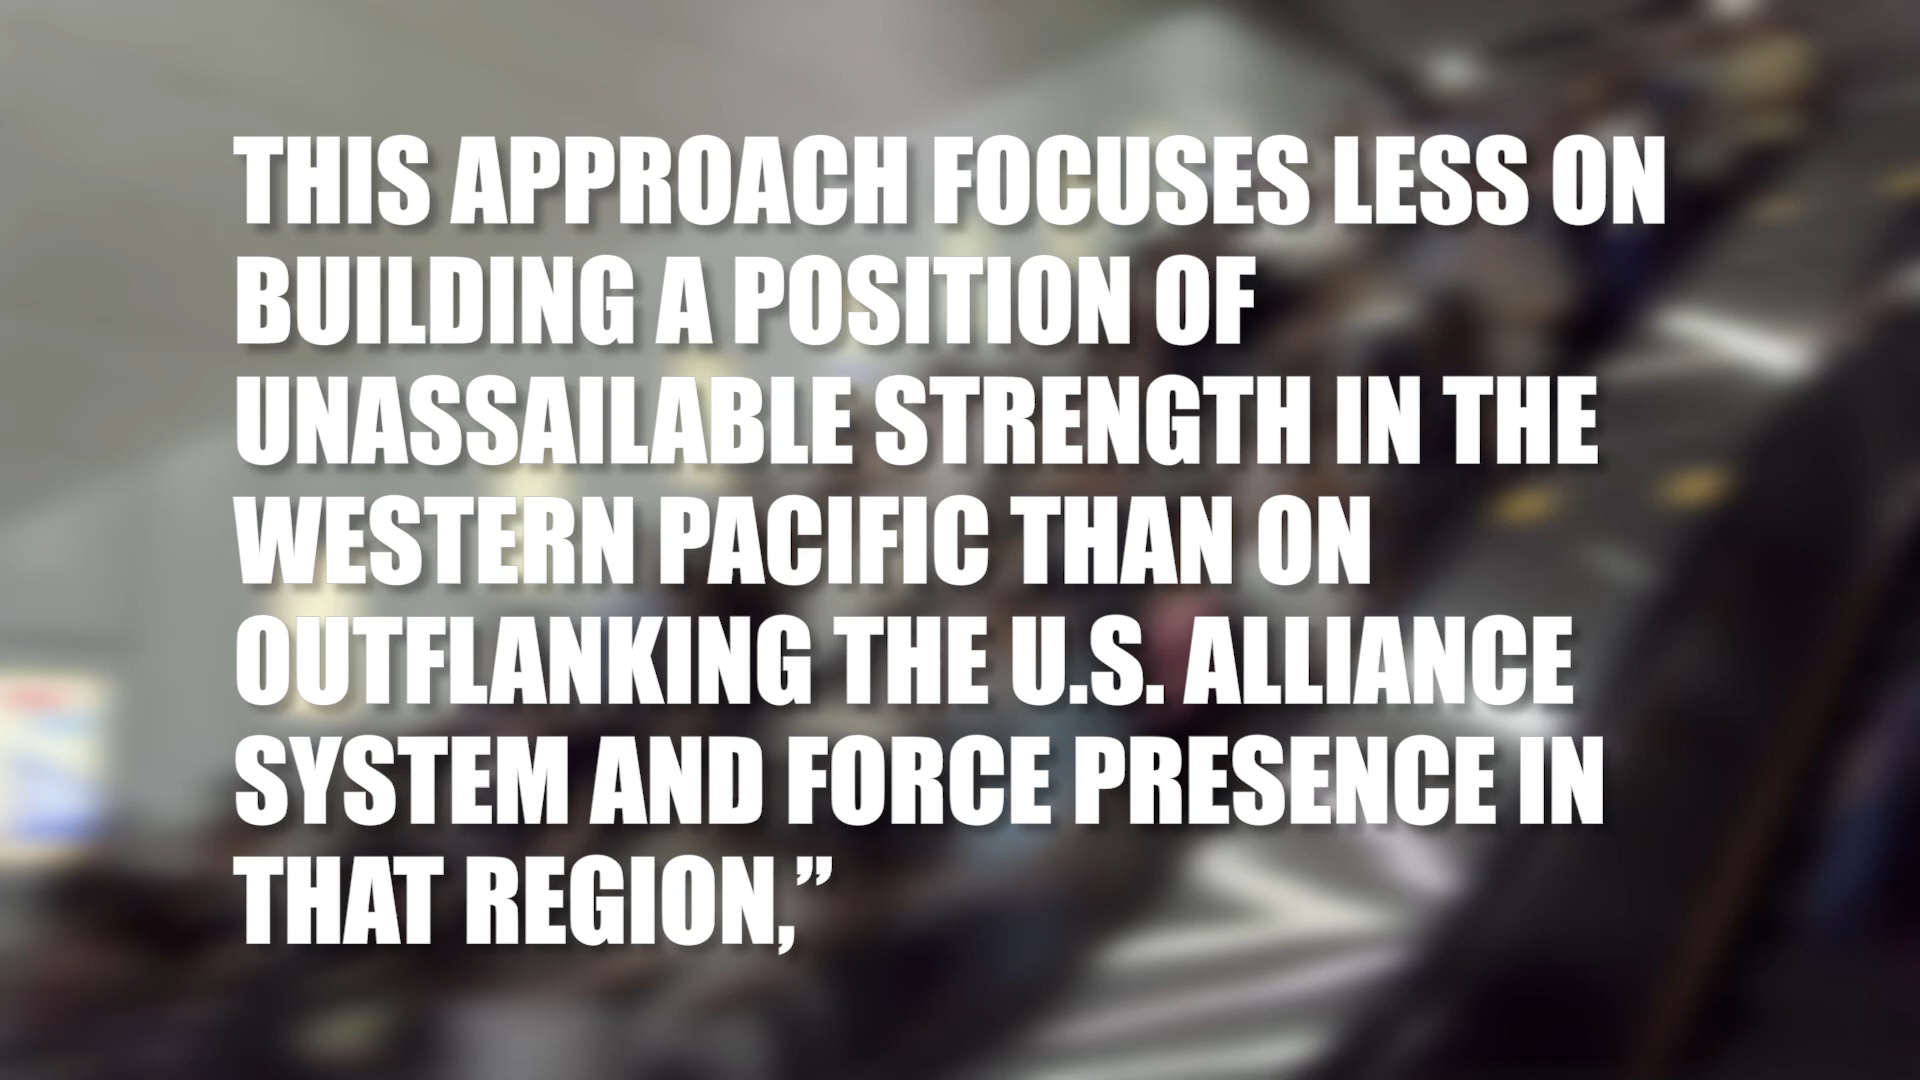 THIS APPROACH FOCUSES LESS ON
BUILDING A POSITION OF
UNASSAILABLE STRENGTH IN THE
WESTERN PACIFIC THAN ON
OUTFLANKING THE U.S. ALLIANCE
SYSTEM AND FORCE PRESENCE IN
THAT REGION,”